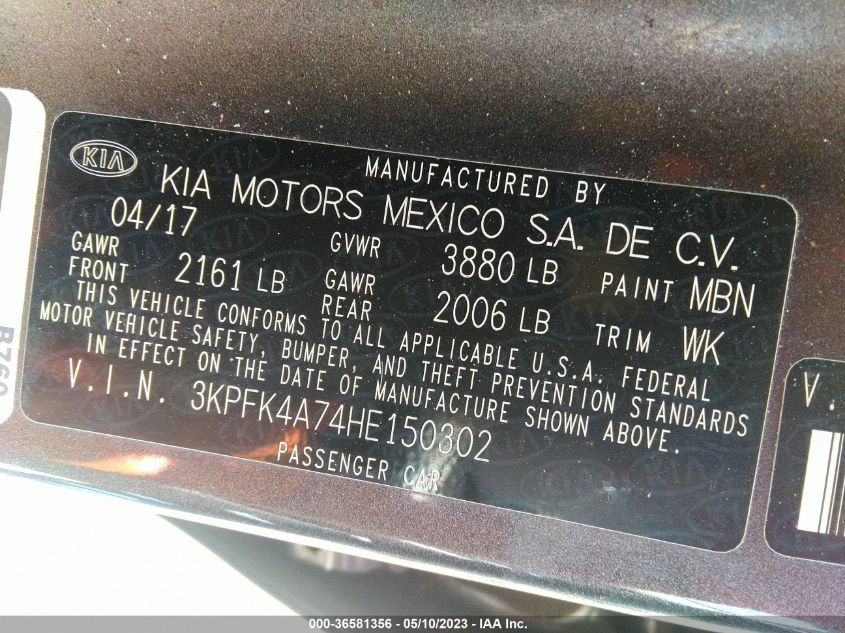 KIA
MANUFACTURED BY
KIA MOTORS MEXICO S.A. DE C.V.
04/17
GVWR 3880 LB
GAWR FRONT 2161 LB
GAWR REAR 2006 LB
PAINT MBN
TRIM WK
THIS VEHICLE CONFORMS TO ALL APPLICABLE U.S.A. FEDERAL
MOTOR VEHICLE SAFETY, BUMPER, AND THEFT PREVENTION STANDARDS
IN EFFECT ON THE DATE OF MANUFACTURE SHOWN ABOVE.
V.I.N. 3KPFK4A74HE150302
PASSENGER CAR
V.
000-36581356 - 05/10/2023 - IAA Inc.